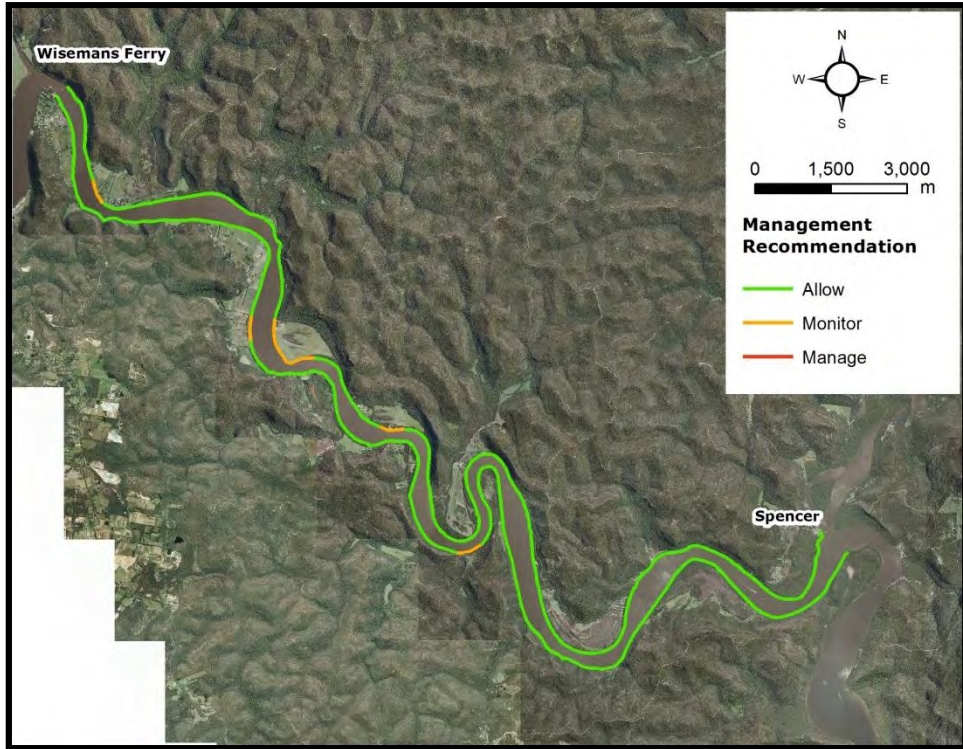 Wisemans Ferry
N
W
E
S
0 1,500 3,000
m
Management
Recommendation
Allow
Monitor
Manage
Spencer